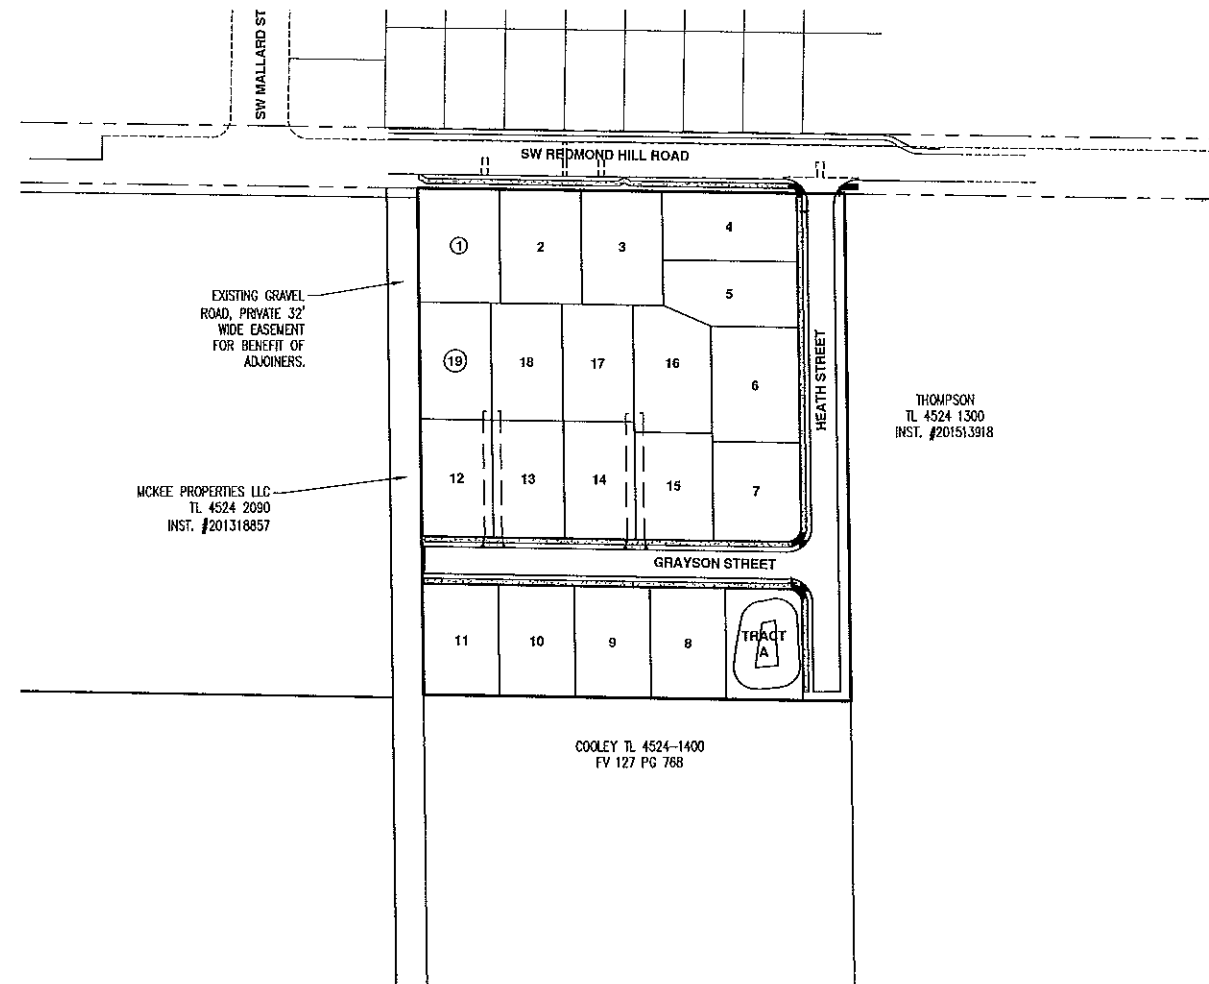 SW MALLARD ST
SW REDMOND HILL ROAD
1
2
3
4
5
EXISTING GRAVEL
ROAD, PRIVATE 32'
WIDE EASEMENT
FOR BENEFIT OF
ADJOINERS.
19
18
17
16
6
HEATH STREET
THOMPSON
TL 4524 1300
INST. #201513918
12
13
14
15
7
MCKEE PROPERTIES LLC
TL 4524 2090
INST. #201318857
GRAYSON STREET
11
10
9
8
TRACT
A
COOLEY TL 4524-1400
FV 127 PG 768